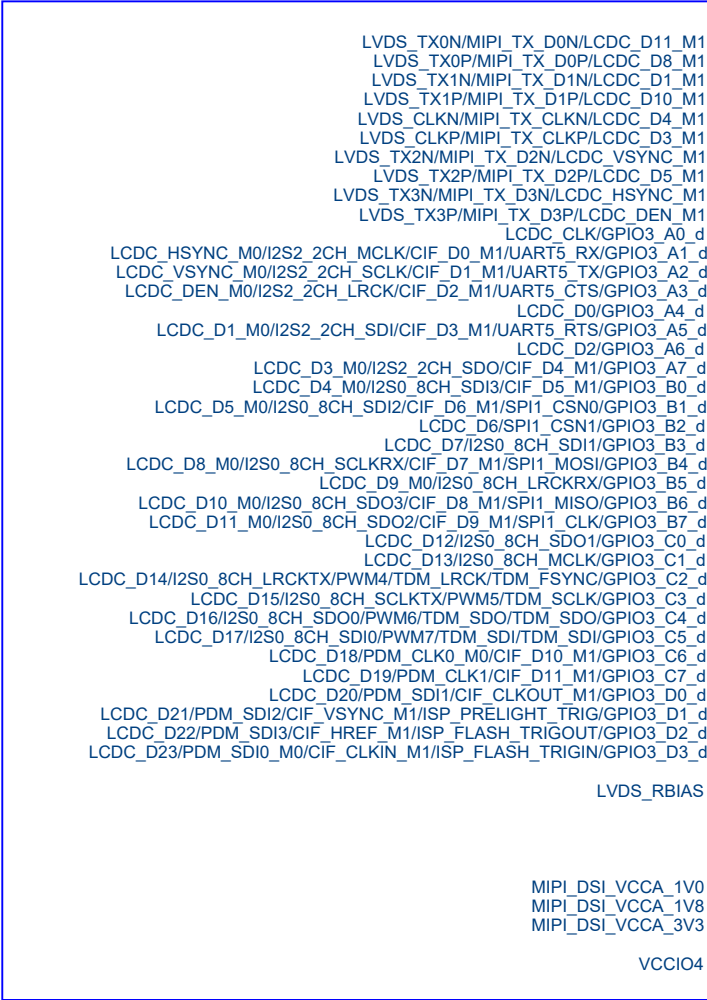 LVDS_TX0N/MIPI_TX_D0N/LCDC_D11_M1
LVDS_TX0P/MIPI_TX_D0P/LCDC_D8_M1
LVDS_TX1N/MIPI_TX_D1N/LCDC_D1_M1
LVDS_TX1P/MIPI_TX_D1P/LCDC_D10_M1
LVDS_CLKN/MIPI_TX_CLKN/LCDC_D4_M1
LVDS_CLKP/MIPI_TX_CLKP/LCDC_D3_M1
LVDS_TX2N/MIPI_TX_D2N/LCDC_VSYNC_M1
LVDS_TX2P/MIPI_TX_D2P/LCDC_D5_M1
LVDS_TX3N/MIPI_TX_D3N/LCDC_HSYNC_M1
LVDS_TX3P/MIPI_TX_D3P/LCDC_DEN_M1
LCDC_CLK/GPIO3_A0_d
LCDC_HSYNC_M0/I2S2_2CH_MCLK/CIF_D0_M1/UART5_RX/GPIO3_A1_d
LCDC_VSYNC_M0/I2S2_2CH_SCLK/CIF_D1_M1/UART5_TX/GPIO3_A2_d
LCDC_DEN_M0/I2S2_2CH_LRCK/CIF_D2_M1/UART5_CTS/GPIO3_A3_d
LCDC_D0/GPIO3_A4_d
LCDC_D1_M0/I2S2_2CH_SDI/CIF_D3_M1/UART5_RTS/GPIO3_A5_d
LCDC_D2/GPIO3_A6_d
LCDC_D3_M0/I2S2_2CH_SDO/CIF_D4_M1/GPIO3_A7_d
LCDC_D4_M0/I2S0_8CH_SDI3/CIF_D5_M1/GPIO3_B0_d
LCDC_D5_M0/I2S0_8CH_SDI2/CIF_D6_M1/SPI1_CSN0/GPIO3_B1_d
LCDC_D6/SPI1_CSN1/GPIO3_B2_d
LCDC_D7/I2S0_8CH_SDI1/GPIO3_B3_d
LCDC_D8_M0/I2S0_8CH_SCLKRX/CIF_D7_M1/SPI1_MOSI/GPIO3_B4_d
LCDC_D9_M0/I2S0_8CH_LRCKRX/GPIO3_B5_d
LCDC_D10_M0/I2S0_8CH_SDO3/CIF_D8_M1/SPI1_MISO/GPIO3_B6_d
LCDC_D11_M0/I2S0_8CH_SDO2/CIF_D9_M1/SPI1_CLK/GPIO3_B7_d
LCDC_D12/I2S0_8CH_SDO1/GPIO3_C0_d
LCDC_D13/I2S0_8CH_MCLK/GPIO3_C1_d
LCDC_D14/I2S0_8CH_LRCKTX/PWM4/TDM_LRCK/TDM_FSYNC/GPIO3_C2_d
LCDC_D15/I2S0_8CH_SCLKTX/PWM5/TDM_SCLK/GPIO3_C3_d
LCDC_D16/I2S0_8CH_SDO0/PWM6/TDM_SDO/TDM_SDO/GPIO3_C4_d
LCDC_D17/I2S0_8CH_SDI0/PWM7/TDM_SDI/TDM_SDI/GPIO3_C5_d
LCDC_D18/PDM_CLK0_M0/CIF_D10_M1/GPIO3_C6_d
LCDC_D19/PDM_CLK1/CIF_D11_M1/GPIO3_C7_d
LCDC_D20/PDM_SDI1/CIF_CLKOUT_M1/GPIO3_D0_d
LCDC_D21/PDM_SDI2/CIF_VSYNC_M1/ISP_PRELIGHT_TRIG/GPIO3_D1_d
LCDC_D22/PDM_SDI3/CIF_HREF_M1/ISP_FLASH_TRIGOUT/GPIO3_D2_d
LCDC_D23/PDM_SDI0_M0/CIF_CLKIN_M1/ISP_FLASH_TRIGIN/GPIO3_D3_d
LVDS_RBIAS
MIPI_DSI_VCCA_1V0
MIPI_DSI_VCCA_1V8
MIPI_DSI_VCCA_3V3
VCCIO4